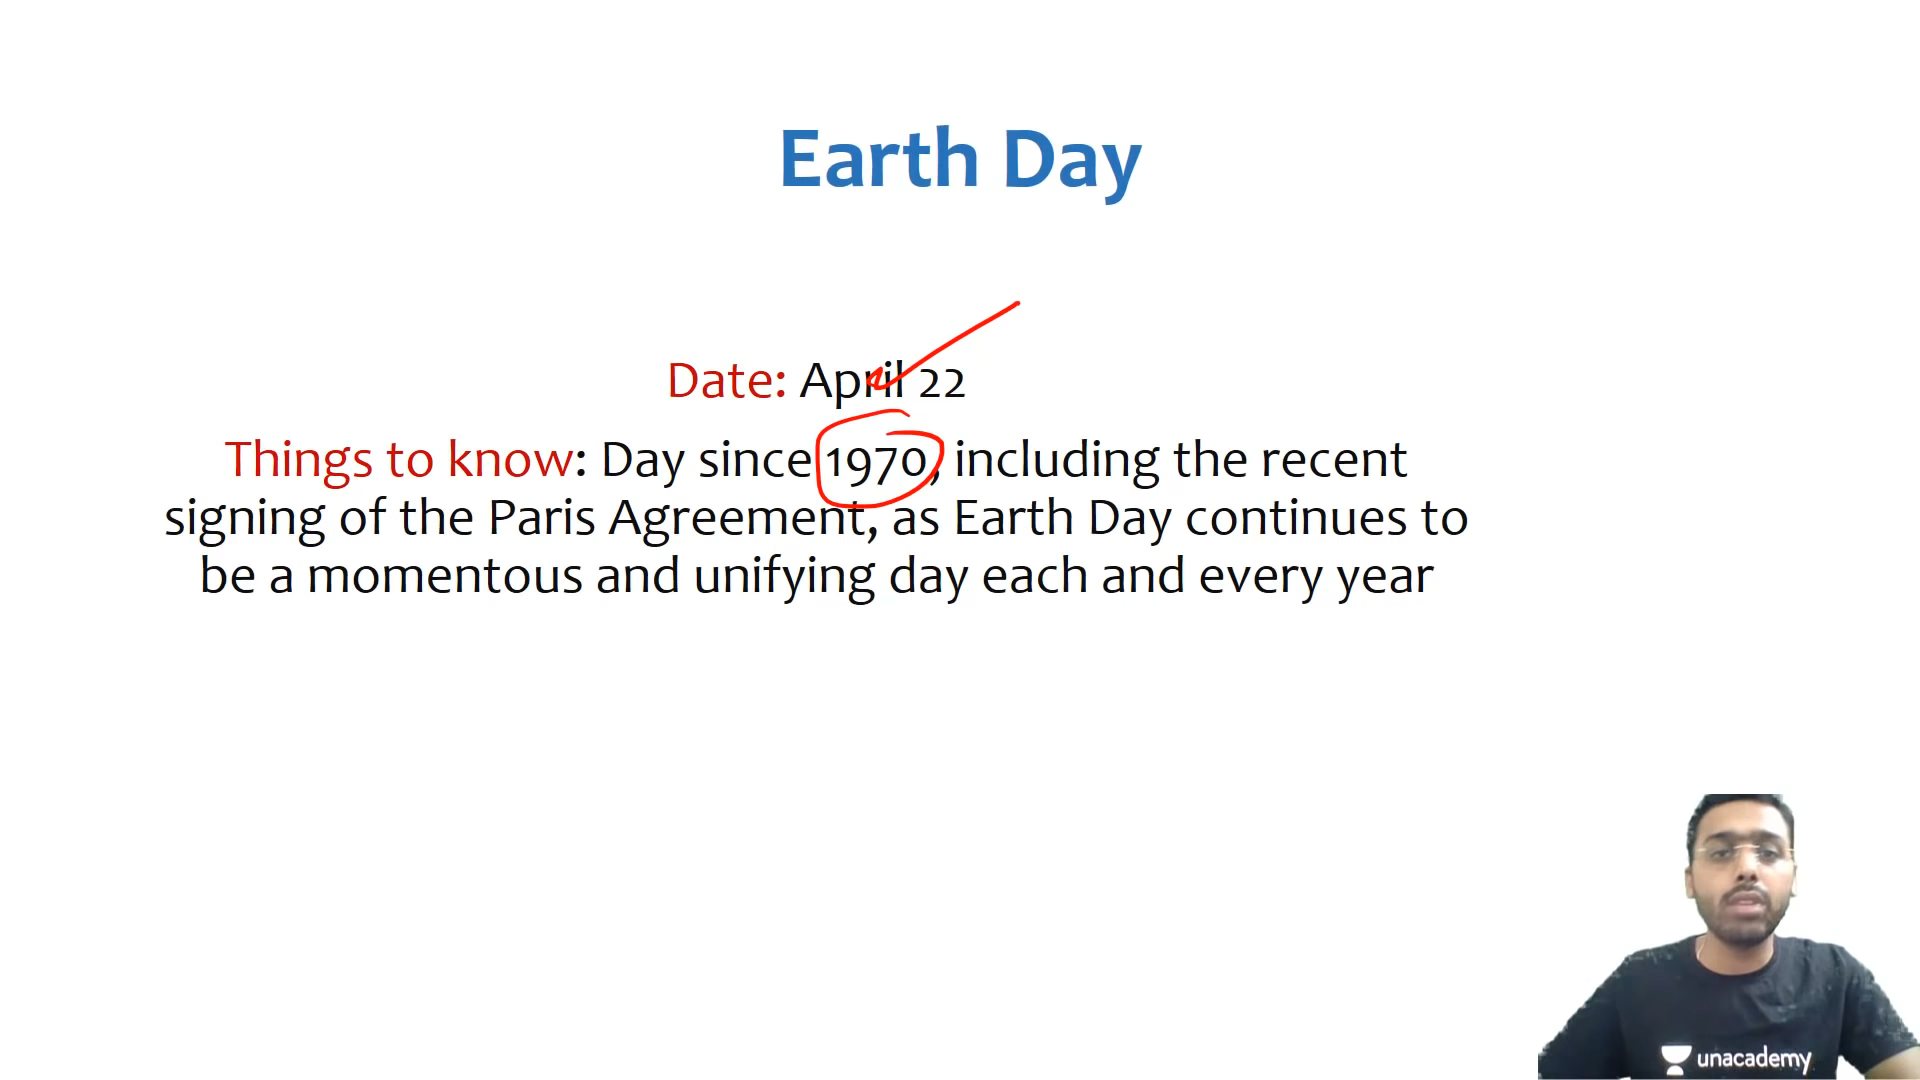 Earth Day
Date: April 22
Things to know: Day since 1970, including the recent
signing of the Paris Agreement, as Earth Day continues to
be a momentous and unifying day each and every year
unacademy